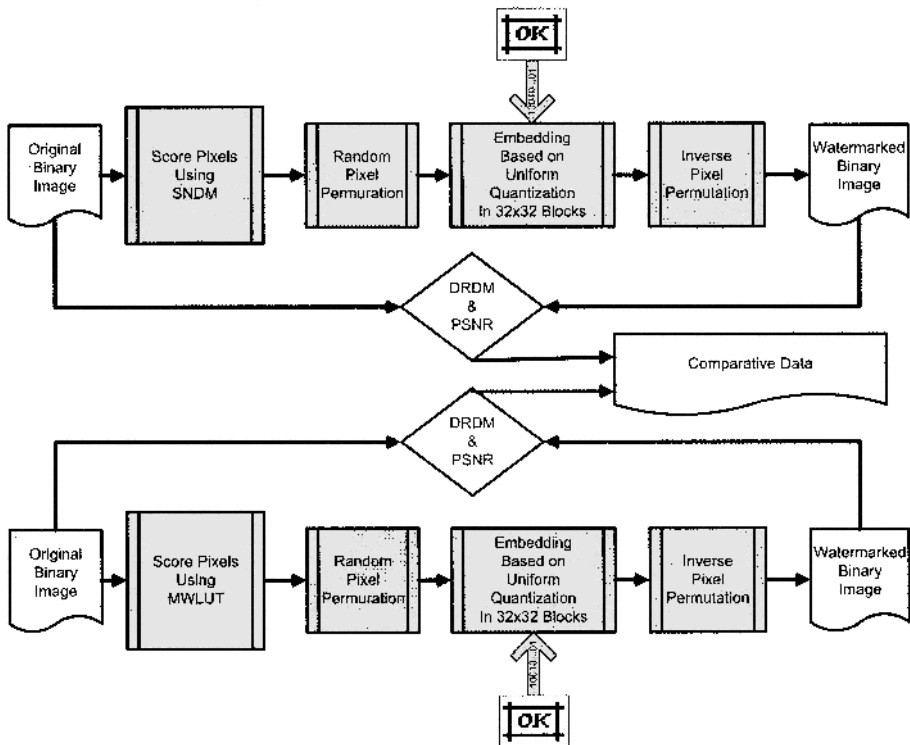 OK
Original
Binary
Image
Score Pixels
Using
SNDM
Random
Pixel
Permuration
Embedding
Based on
Uniform
Quantization
In 32x32 Blocks
Inverse
Pixel
Permutation
Watermarked
Binary
Image
DRDM
&
PSNR
Comparative Data
DRDM
&
PSNR
Original
Binary
Image
Score Pixels
Using
MWLUT
Random
Pixel
Permuration
Embedding
Based on
Uniform
Quantization
In 32x32 Blocks
Inverse
Pixel
Permutation
Watermarked
Binary
Image
OK